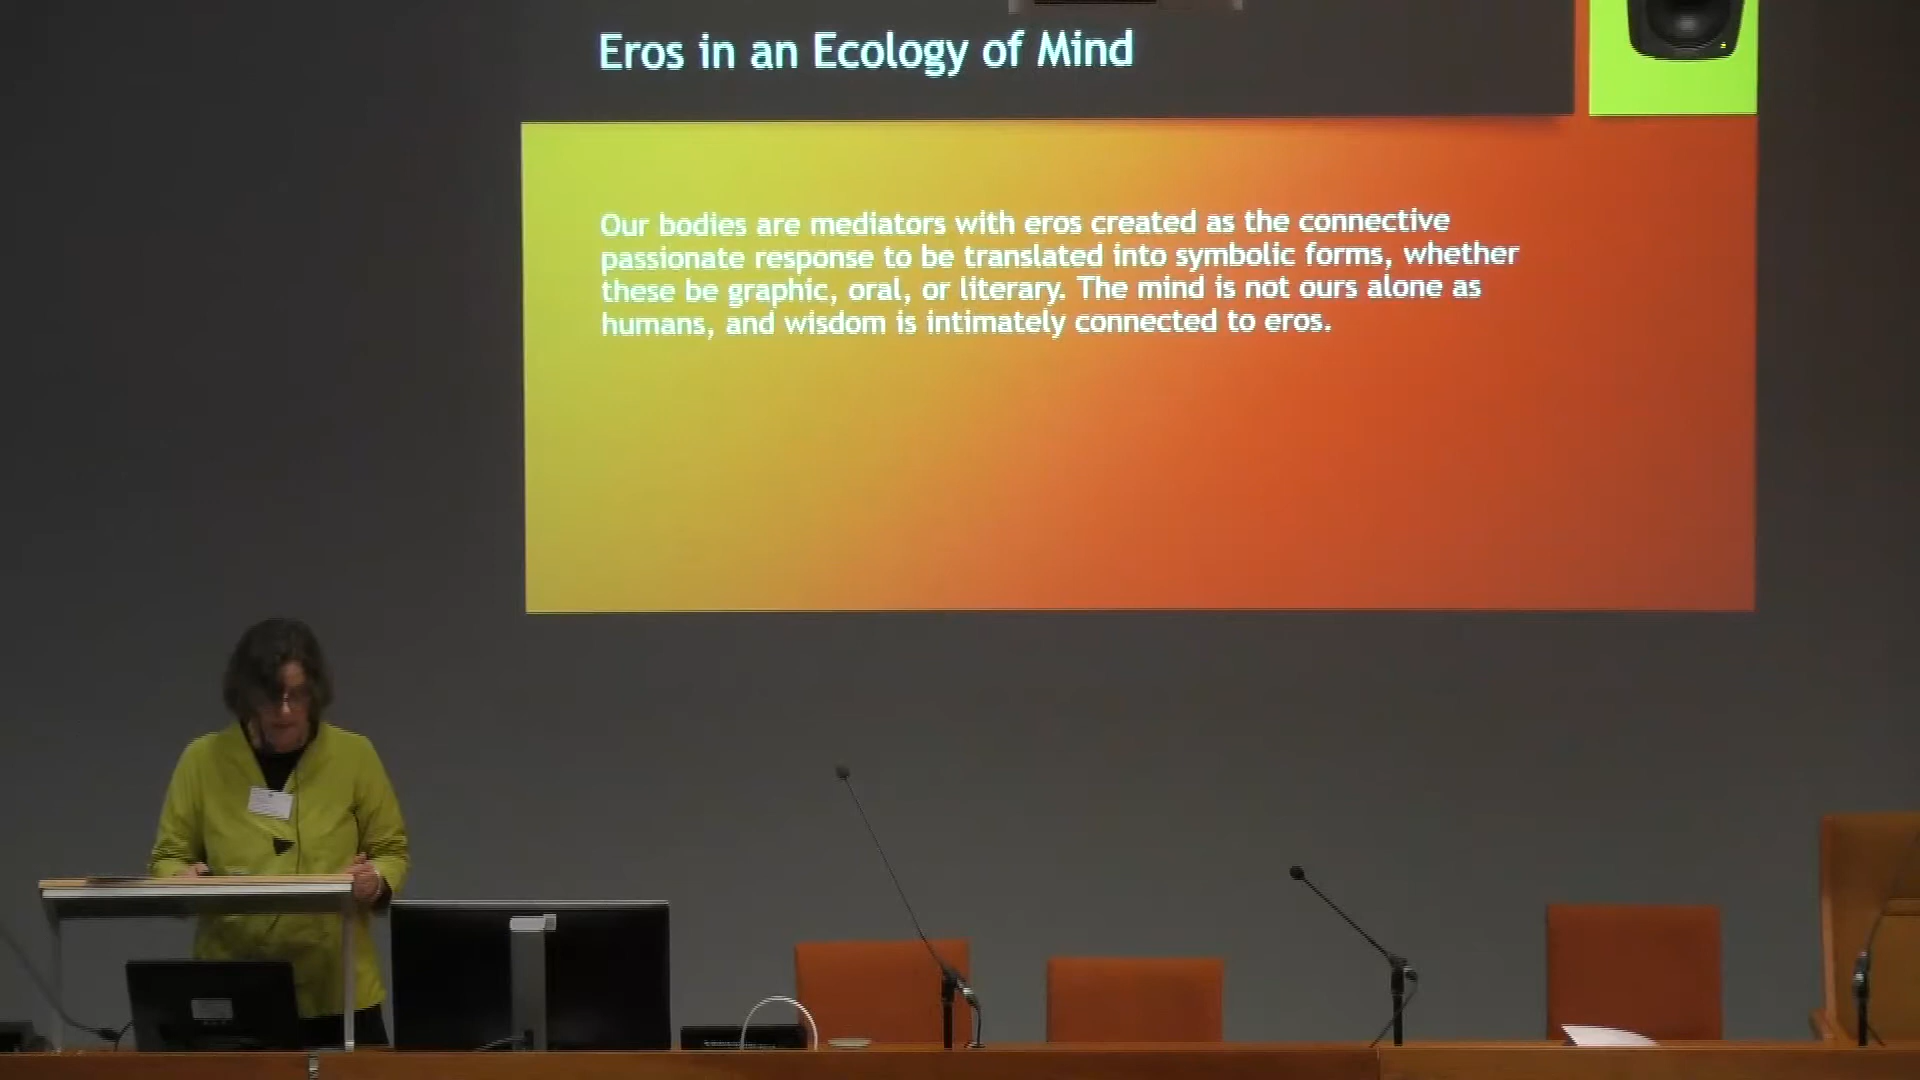 Eros in an Ecology of Mind
Our bodies are mediators with eros created as the connective
passionate response to be translated into symbolic forms, whether
these be graphic, oral, or literary. The mind is not ours alone as
humans, and wisdom is intimately connected to eros.